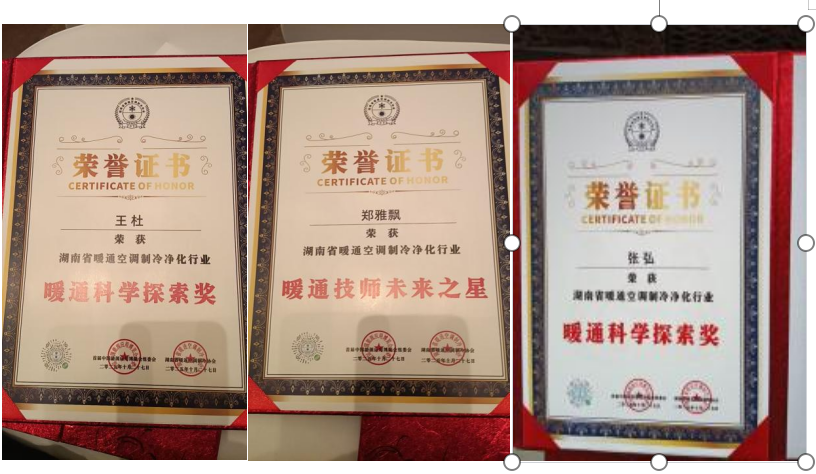 荣誉证书
CERTIFICATE OF HONOR
王杜
荣获
湖南省暖通空调制冷净化行业
暖通科学探索奖
荣誉证书
CERTIFICATE OF HONOR
郑雅飘
荣获
湖南省暖通空调制冷净化行业
暖通技师未来之星
荣誉证书
CERTIFICATE OF HONOR
张弘
荣获
湖南省暖通空调制冷净化行业
暖通科学探索奖